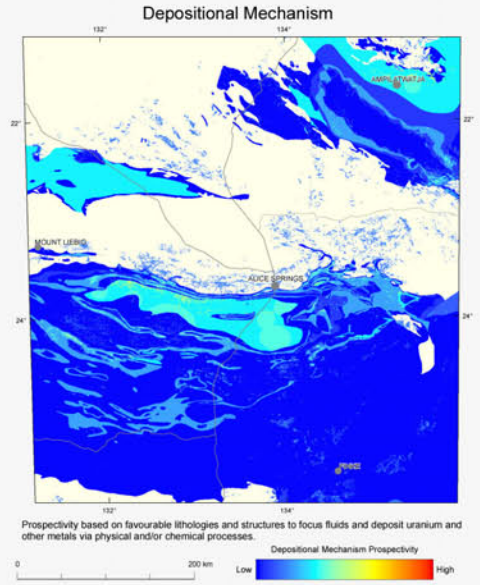 Depositional Mechanism
132°
134°
AMPILATWATJA
22°
22°
MOUNT LIEBIG
ALICE SPRINGS
24°
24°
132°
134°
Prospectivity based on favourable lithologies and structures to focus fluids and deposit uranium and
other metals via physical and/or chemical processes.
Depositional Mechanism Prospectivity
0
200 km
Low
High